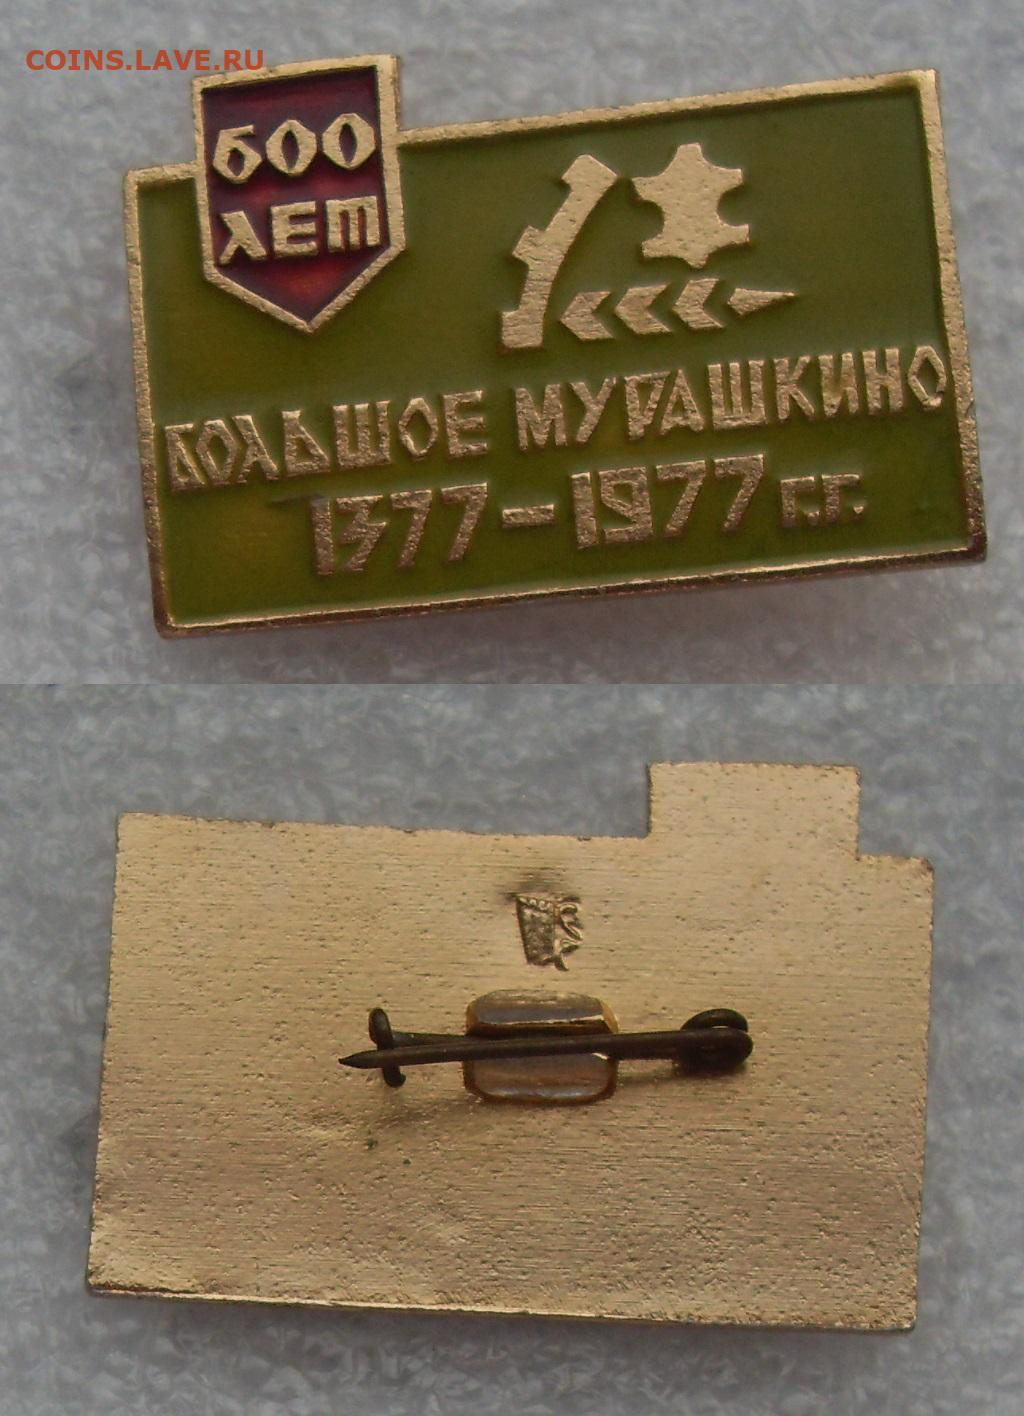 COINS.LAVE.RU
600
ЛЕТ
БОЛЬШОЕ МУРАШКИНО
1377-1977 г.г.